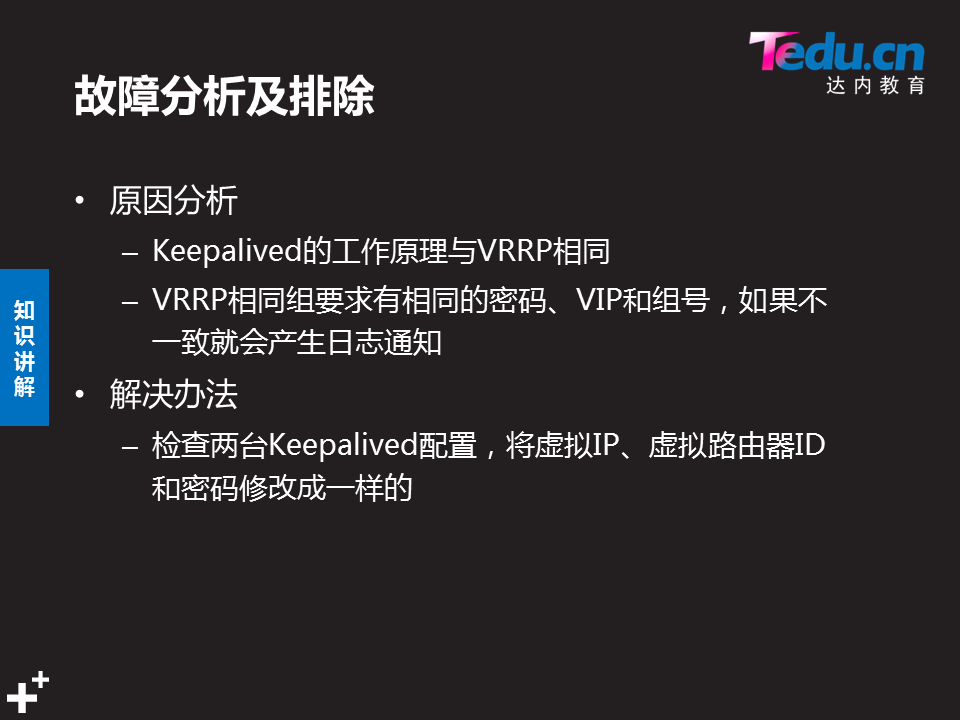 Tedu.cn
达内教育
故障分析及排除
• 原因分析
– Keepalived的工作原理与VRRP相同
– VRRP相同组要求有相同的密码、VIP和组号，如果不
一致就会产生日志通知
• 解决办法
– 检查两台Keepalived配置，将虚拟IP、虚拟路由器ID
和密码修改成一样的
知
识
讲
解